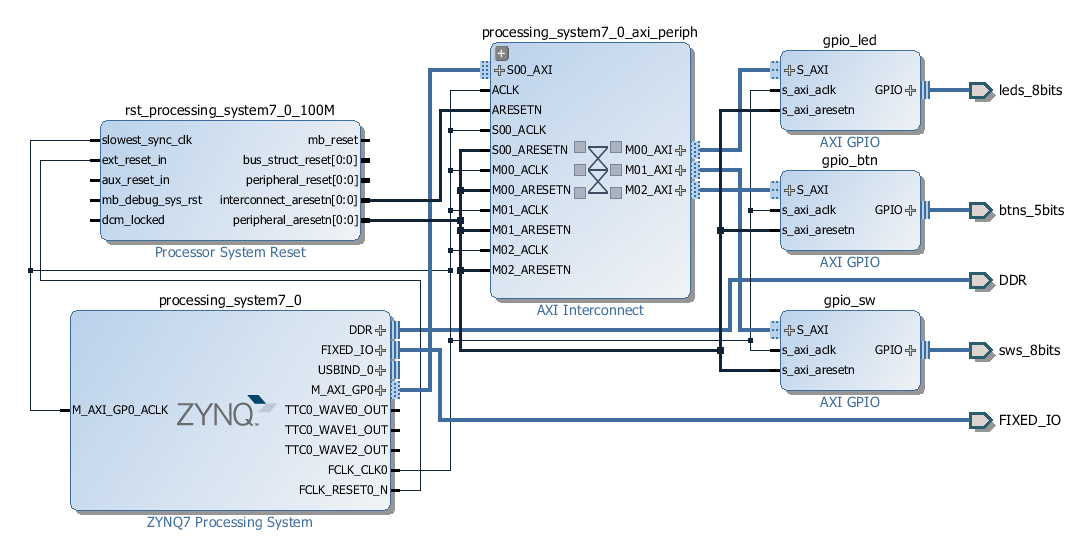 rst_processing_system7_0_100M
slowest_sync_clk
ext_reset_in
aux_reset_in
mb_debug_sys_rst
dcm_locked
mb_reset
bus_struct_reset[0:0]
peripheral_reset[0:0]
interconnect_aresetn[0:0]
peripheral_aresetn[0:0]
Processor System Reset
processing_system7_0
M_AXI_GP0_ACLK
ZYNQ
DDR
FIXED_IO
USBIND_0
M_AXI_GP0
TTC0_WAVE0_OUT
TTC0_WAVE1_OUT
TTC0_WAVE2_OUT
FCLK_CLK0
FCLK_RESET0_N
ZYNQ7 Processing System
processing_system7_0_axi_periph
S00_AXI
ACLK
ARESETN
S00_ACLK
S00_ARESETN
M00_ACLK
M00_ARESETN
M01_ACLK
M01_ARESETN
M02_ACLK
M02_ARESETN
M00_AXI
M01_AXI
M02_AXI
AXI Interconnect
gpio_led
S_AXI
s_axi_aclk
s_axi_aresetn
GPIO
AXI GPIO
gpio_btn
S_AXI
s_axi_aclk
s_axi_aresetn
GPIO
AXI GPIO
gpio_sw
S_AXI
s_axi_aclk
s_axi_aresetn
GPIO
AXI GPIO
leds_8bits
btns_5bits
DDR
sws_8bits
FIXED_IO